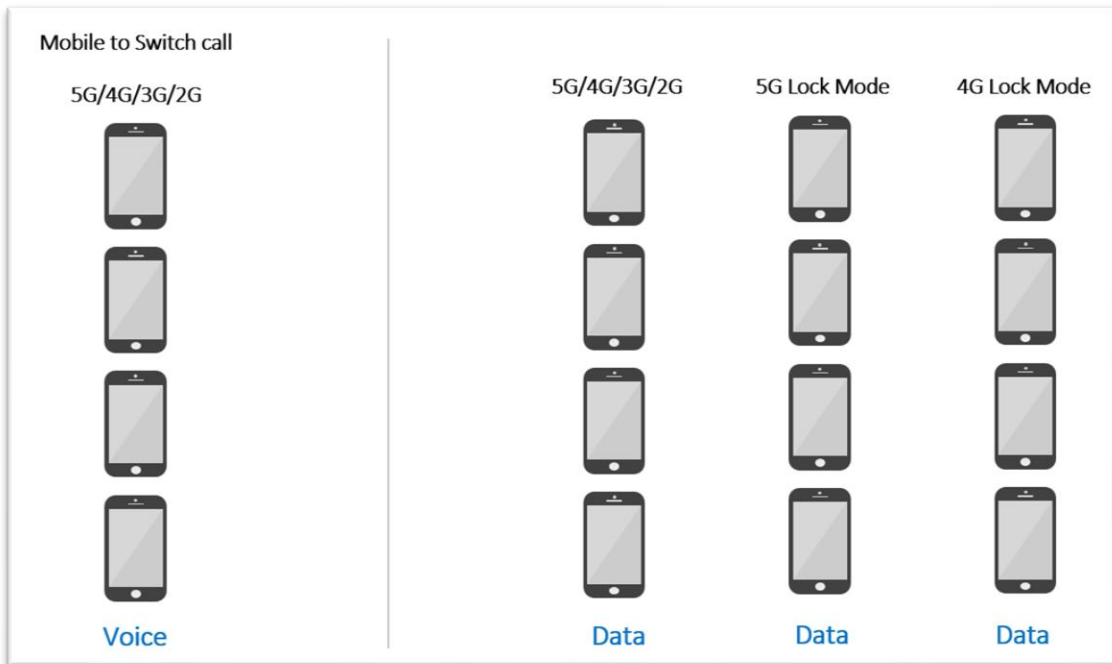 Mobile to Switch call
5G/4G/3G/2G
Voice
5G/4G/3G/2G
5G Lock Mode
4G Lock Mode
Data
Data
Data